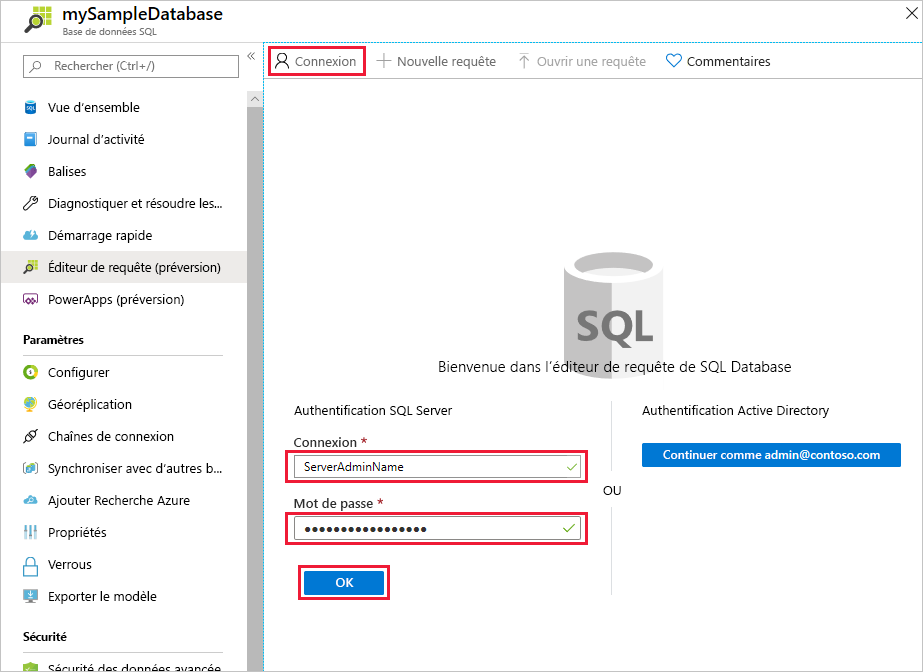 mySampleDatabase
Base de données SQL
Rechercher (Ctrl+/)
«
Connexion
Nouvelle requête
Ouvrir une requête
Commentaires
SQL
Vue d’ensemble
Journal d’activité
Balises
Diagnostiquer et résoudre les...
Démarrage rapide
Éditeur de requête (préversion)
PowerApps (préversion)
Paramètres
Configurer
Géoréplication
Chaînes de connexion
Synchroniser avec d’autres b...
Ajouter Recherche Azure
Propriétés
Verrous
Exporter le modèle
Sécurité
Sécurité des données avancée
SQL
Bienvenue dans l’éditeur de requête de SQL Database
Authentification SQL Server
Connexion *
ServerAdminName
Mot de passe *
•••••••••••••••••
OK
OU
Authentification Active Directory
Continuer comme admin@contoso.com